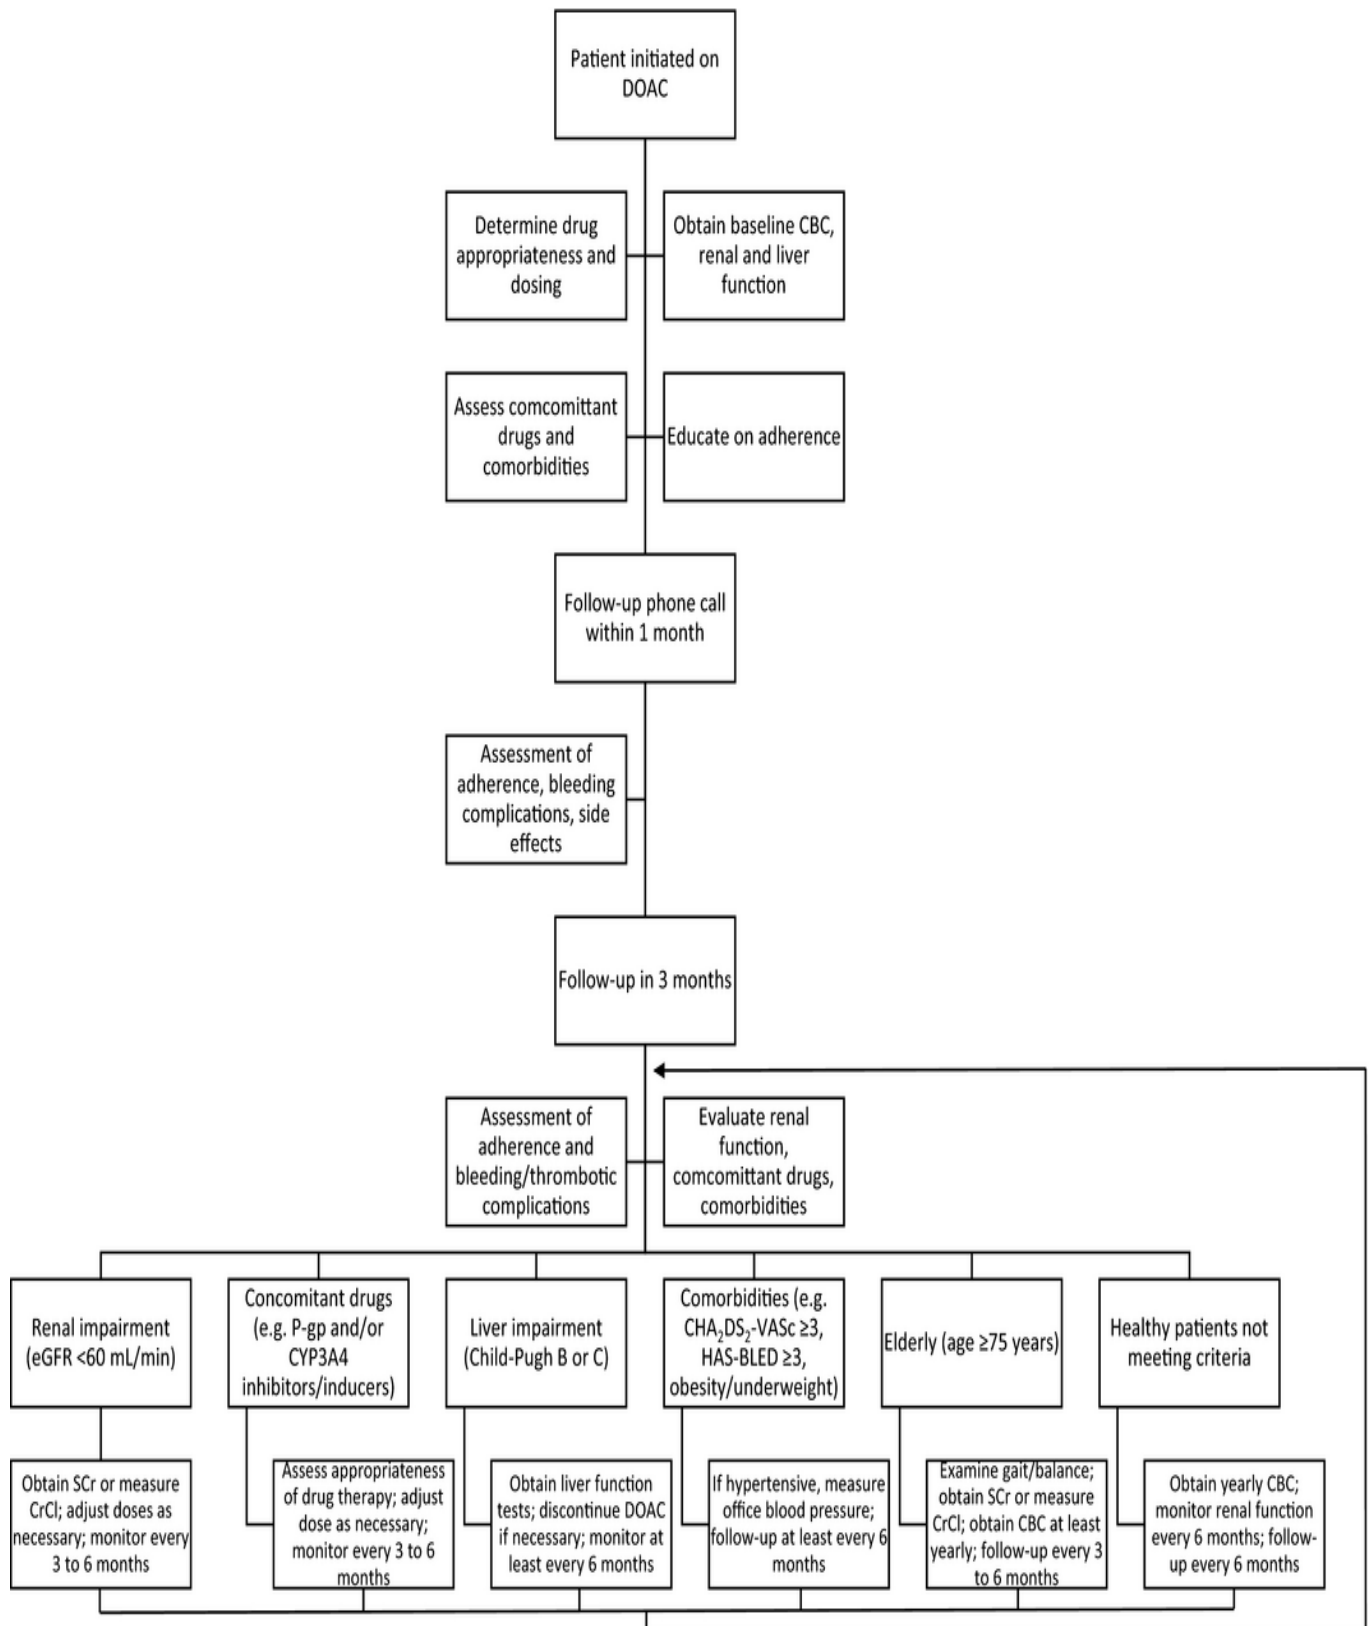 Patient initiated on
DOAC
Determine drug
appropriateness and
dosing
Obtain baseline CBC,
renal and liver
function
Assess comcomittant
drugs and
comorbidities
Educate on adherence
Follow-up phone call
within 1 month
Assessment of
adherence, bleeding
complications, side
effects
Follow-up in 3 months
Assessment of
adherence and
bleeding/thrombotic
complications
Evaluate renal
function,
comcomittant drugs,
comorbidities
Renal impairment
(eGFR <60 mL/min)
Concomitant drugs
(e.g. P-gp and/or
CYP3A4
inhibitors/inducers)
Liver impairment
(Child-Pugh B or C)
Comorbidities (e.g.
CHA₂DS₂-VASc ≥3,
HAS-BLED ≥3,
obesity/underweight)
Elderly (age ≥75 years)
Healthy patients not
meeting criteria
Obtain SCr or measure
CrCl; adjust doses as
necessary; monitor every
3 to 6 months
Assess appropriateness
of drug therapy; adjust
dose as necessary;
monitor every 3 to 6
months
Obtain liver function
tests; discontinue DOAC
if necessary; monitor at
least every 6 months
If hypertensive, measure
office blood pressure;
follow-up at least every 6
months
Examine gait/balance;
obtain SCr or measure
CrCl; obtain CBC at least
yearly; follow-up every 3
to 6 months
Obtain yearly CBC;
monitor renal function
every 6 months; follow-
up every 6 months